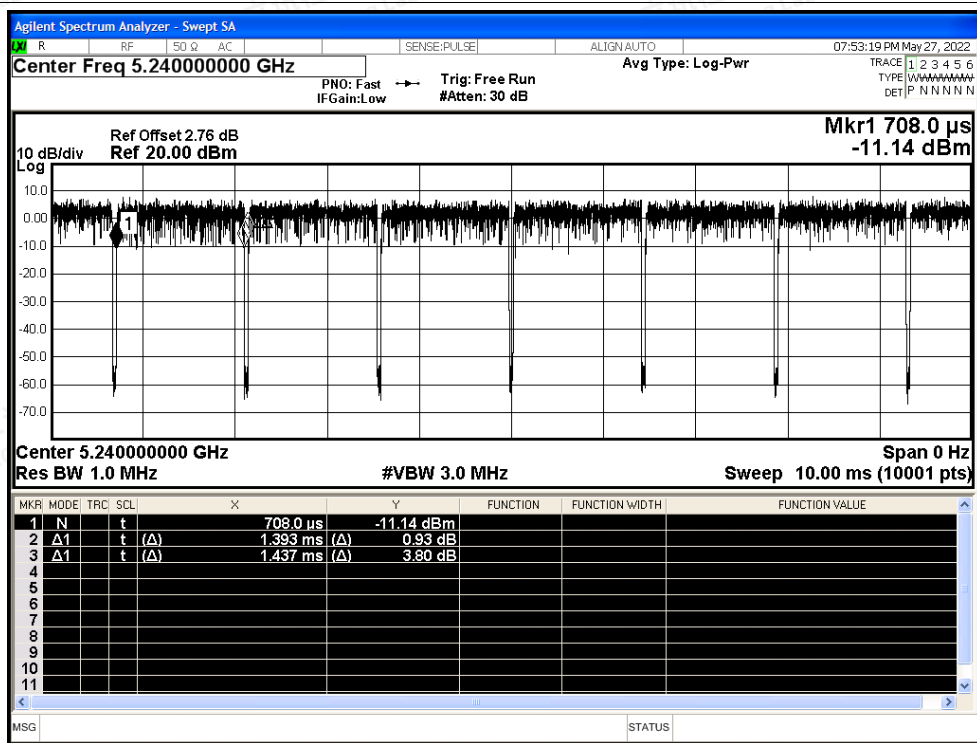 Agilent Spectrum Analyzer - Swept SA
LXI R RF 50 Ω AC SENSE:PULSE ALIGN AUTO 07:53:19 PM May 27, 2022
Center Freq 5.240000000 GHz
PNO: Fast
IFGain:Low
Trig: Free Run
#Atten: 30 dB
Avg Type: Log-Pwr
TRACE 1 2 3 4 5 6
TYPE W
DET P N N N N N
Mkr1 708.0 µs
-11.14 dBm
Ref Offset 2.76 dB
10 dB/div Ref 20.00 dBm
Log
10.0
0.00
-10.0
-20.0
-30.0
-40.0
-50.0
-60.0
-70.0
1
Center 5.240000000 GHz Span 0 Hz
Res BW 1.0 MHz #VBW 3.0 MHz Sweep 10.00 ms (10001 pts)
MKR MODE TRC SCL X Y FUNCTION FUNCTION WIDTH FUNCTION VALUE
1 N t 708.0 µs -11.14 dBm
2 Δ1 t (Δ) 1.393 ms (Δ) 0.93 dB
3 Δ1 t (Δ) 1.437 ms (Δ) 3.80 dB
4
5
6
7
8
9
10
11
MSG STATUS